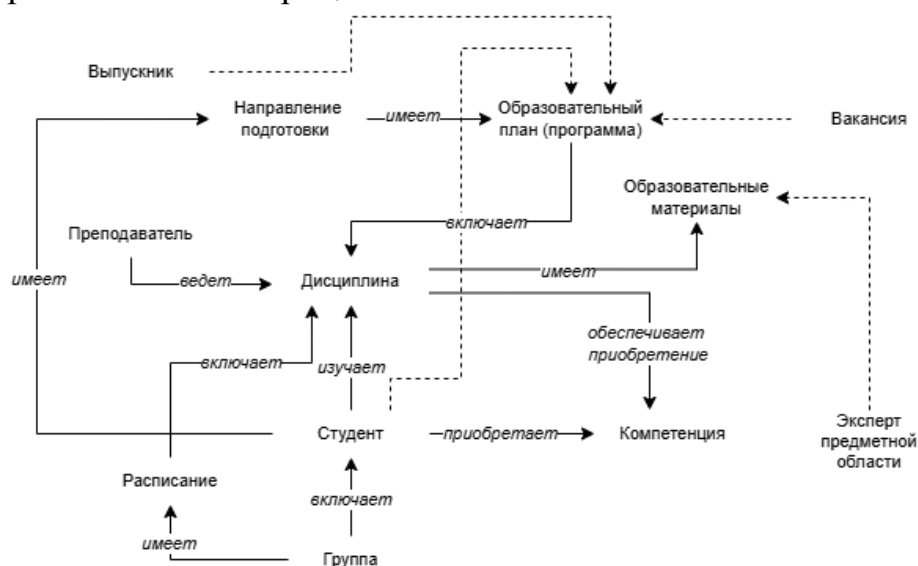 Выпускник
Направление
подготовки
имеет
Образовательный
план (программа)
Вакансия
Образовательные
материалы
Преподаватель
включает
имеет
ведет
Дисциплина
имеет
обеспечивает
приобретение
включает
изучает
Студент
приобретает
Компетенция
Эксперт
предметной
области
Расписание
включает
имеет
Группа